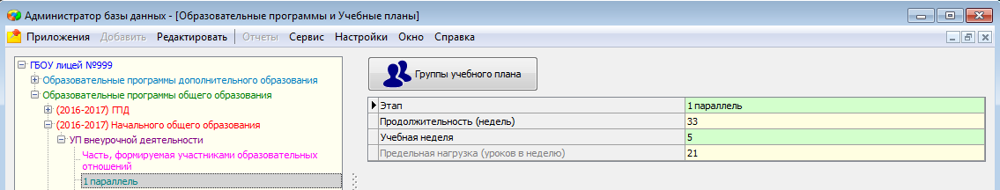 Администратор базы данных - [Образовательные программы и Учебные планы]
Приложения Добавить Редактировать Отчеты Сервис Настройки Окно Справка
ГБОУ лицей №999
Образовательные программы дополнительного образования
Образовательные программы общего образования
(2016-2017) ГПД
(2016-2017) Начального общего образования
УП внеурочной деятельности
Часть, формируемая участниками образовательных
отношений
1 параллель
Группы учебного плана
Этап 1 параллель
Продолжительность (недель) 33
Учебная неделя 5
Предельная нагрузка (уроков в неделю) 21